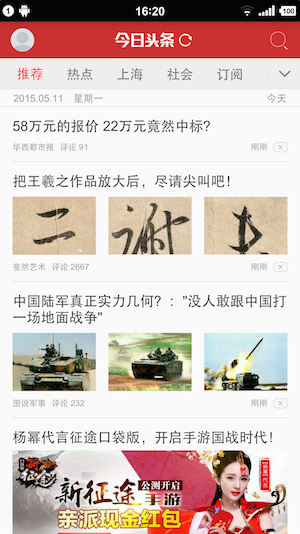 1
16:20
100
今日头条
推荐 热点 上海 社会 订阅
2015.05.11 星期一 今天
58万元的报价 22万元竟然中标?
华西都市报 评论 91 刚刚
把王羲之作品放大后，尽请尖叫吧！
二 谢
斐然艺术 评论 2667 刚刚
中国陆军真正实力几何？："没人敢跟中国打
一场地面战争"
图说军事 评论 232 刚刚
杨幂代言征途口袋版，开启手游国战时代！
新征途 公测开启
手游
亲派现金红包